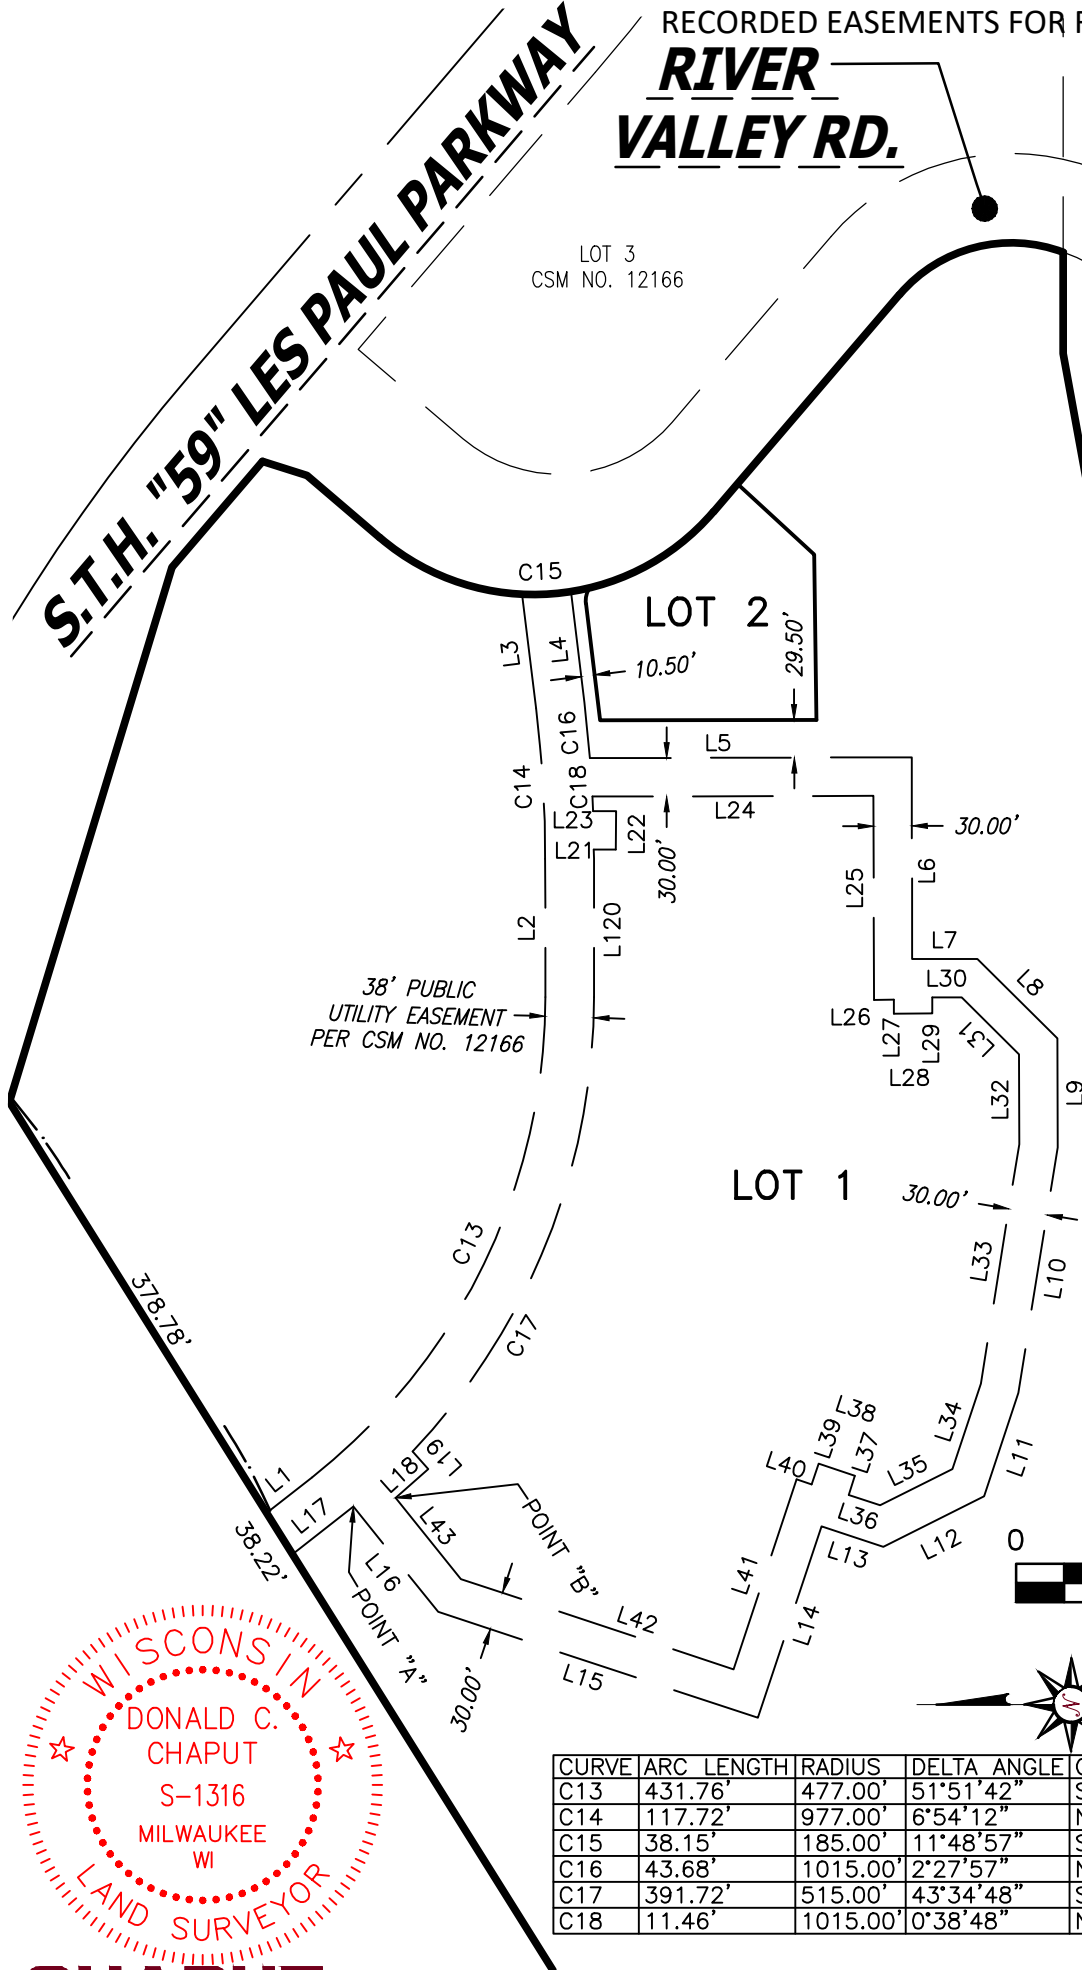 RECORDED EASEMENTS FOR
RIVER
VALLEY RD.
S.T.H. "59" LES PAUL PARKWAY
LOT 3
CSM NO. 12166
C15
LOT 2
L3
L4
10.50'
29.50'
C16
L5
C14
C18
L23
L22
L24
L21
30.00'
30.00'
L25
L6
L2
L120
L7
L8
L30
38' PUBLIC
UTILITY EASEMENT
PER CSM NO. 12166
L26
L27
L29
L31
L28
L32
L9
LOT 1
30.00'
C13
L33
L10
378.78'
C17
L38
L39
L37
L34
L11
L19
L18
L40
L35
L1
L17
L43
L36
POINT "B"
L13
L12
0
38.22'
L16
L41
L14
POINT "A"
L42
L15
30.00'
N
WISCONSIN
DONALD C.
CHAPUT
S-1316
MILWAUKEE
WI
LAND SURVEYOR
CURVE ARC LENGTH RADIUS DELTA ANGLE
C13 431.76' 477.00' 51°51'42" S
C14 117.72' 977.00' 6°54'12" N
C15 38.15' 185.00' 11°48'57" S
C16 43.68' 1015.00' 2°27'57" N
C17 391.72' 515.00' 43°34'48" S
C18 11.46' 1015.00' 0°38'48" N